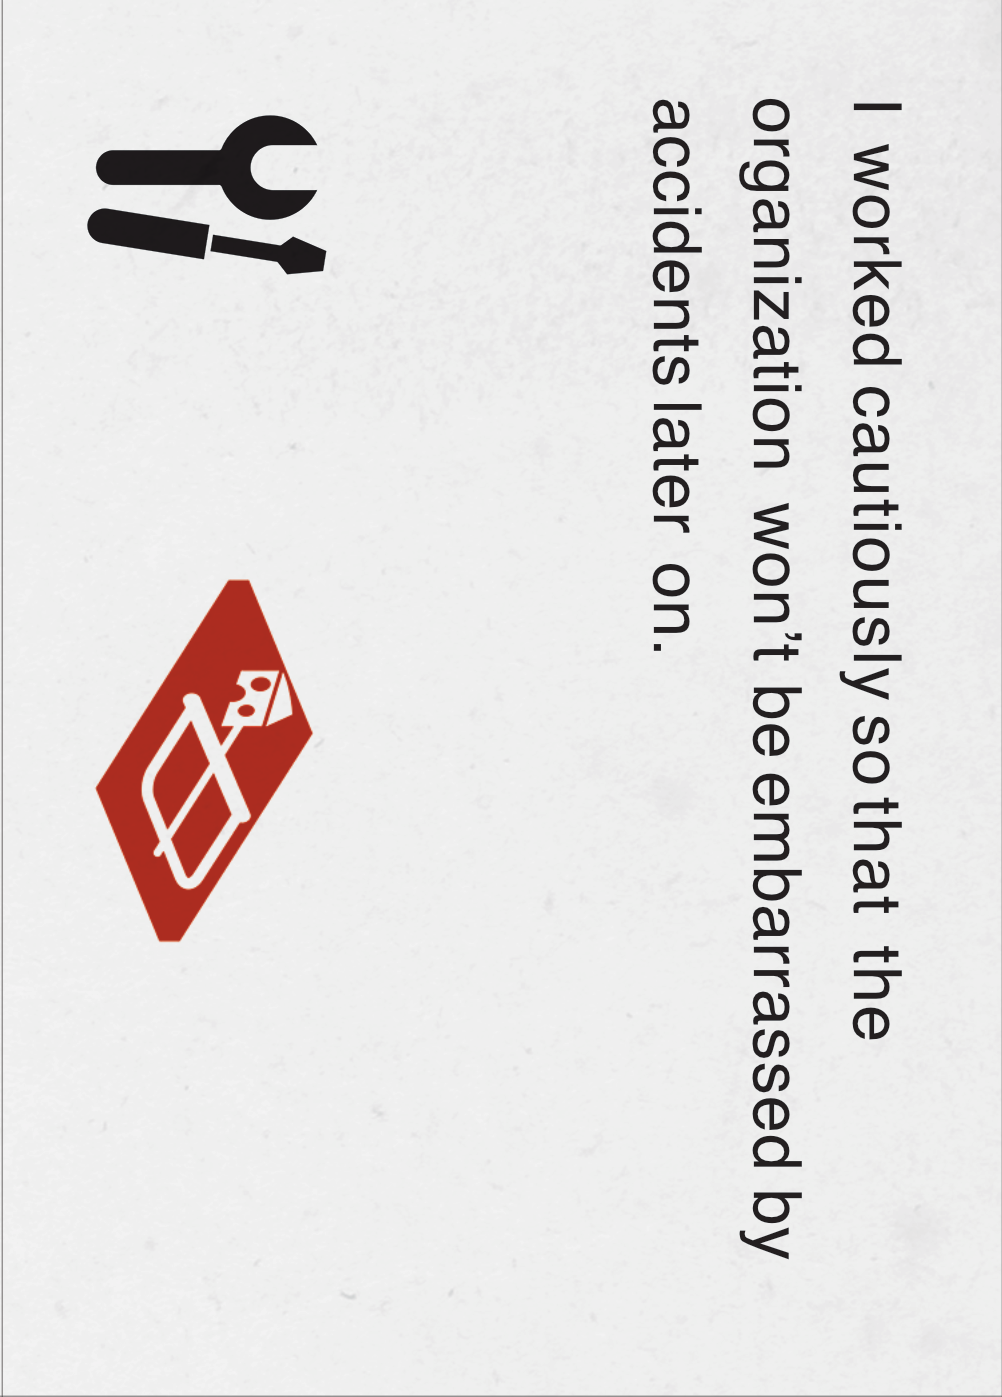 I worked cautiously so that the
organization won’t be embarrassed by
accidents later on.